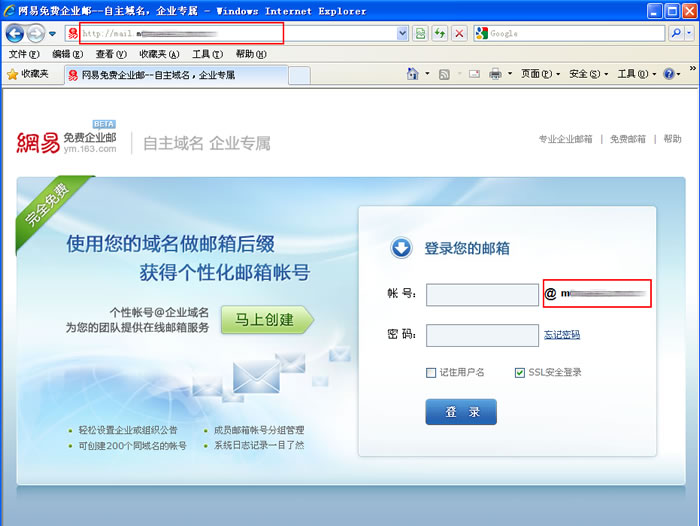 网易免费企业邮--自主域名，企业专属 - Windows Internet Explorer
http://mail.m
Google
文件(F) 编辑(E) 查看(V) 收藏夹(A) 工具(T) 帮助(H)
收藏夹 网易免费企业邮--自主域名，企业专属
页面(P) 安全(S) 工具(O)
網易 免费企业邮 BETA
ym.163.com
自主域名 企业专属
专业企业邮箱 | 免费邮箱 | 帮助
完全免费
使用您的域名做邮箱后缀
获得个性化邮箱帐号
个性帐号@企业域名
为您的团队提供在线邮箱服务
马上创建
轻松设置企业或组织公告
成员邮箱帐号分组管理
可创建200个同域名的帐号
系统日志记录一目了然
登录您的邮箱
帐 号：
@ m
密 码：
忘记密码
记住用户名
SSL安全登录
登 录